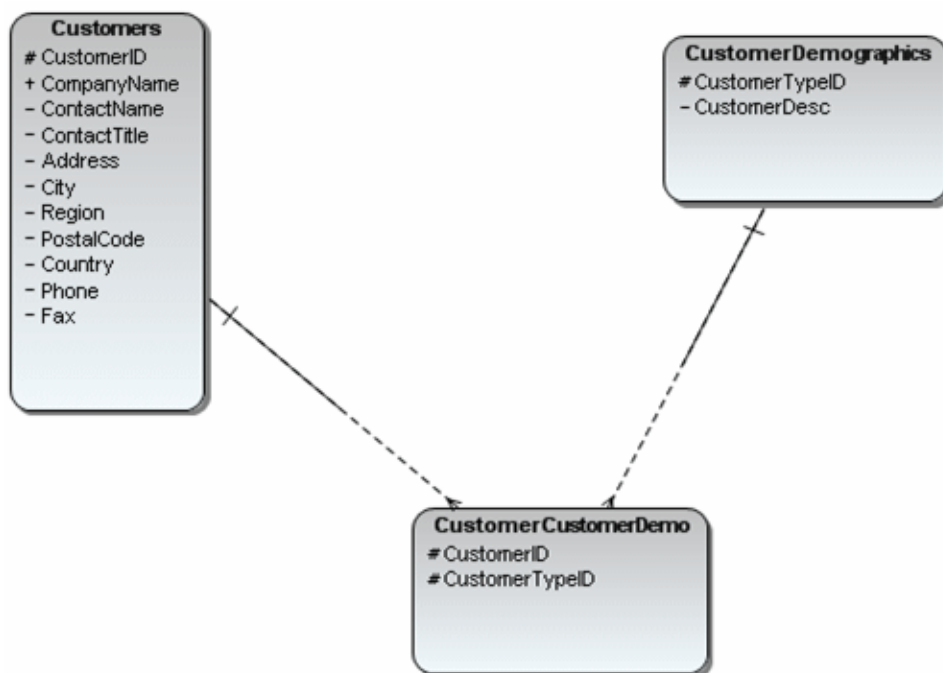 Customers
# CustomerID
+ CompanyName
- ContactName
- ContactTitle
- Address
- City
- Region
- PostalCode
- Country
- Phone
- Fax
CustomerDemographics
# CustomerTypeID
- CustomerDesc
CustomerCustomerDemo
# CustomerID
# CustomerTypeID